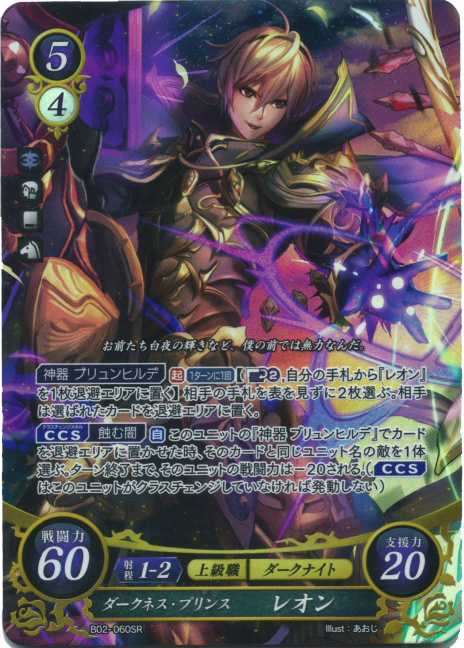 5
4
お前たち白夜の輝きなど、僕の前では無力なんだ。
神器 ブリュンヒルデ 起 1ターンに1回【2,自分の手札から『レオン』
を1枚退避エリアに置く】相手の手札を表を見ずに2枚選ぶ。相手
は選ばれたカードを退避エリアに置く。
クラスチェンジスキル
CCS 蝕む闇 自 このユニットの『神器 ブリュンヒルデ』でカード
を退避エリアに置かせた時、そのカードと同じユニット名の敵を1体
選ぶ。ターン終了まで、そのユニットの戦闘力は－20される。(CCS
はこのユニットがクラスチェンジしていなければ発動しない)
戦闘力
60
射程 1-2 上級職 ダークナイト
支援力
20
ダークネス・プリンス レオン
B02-060SR Illust：あおじ